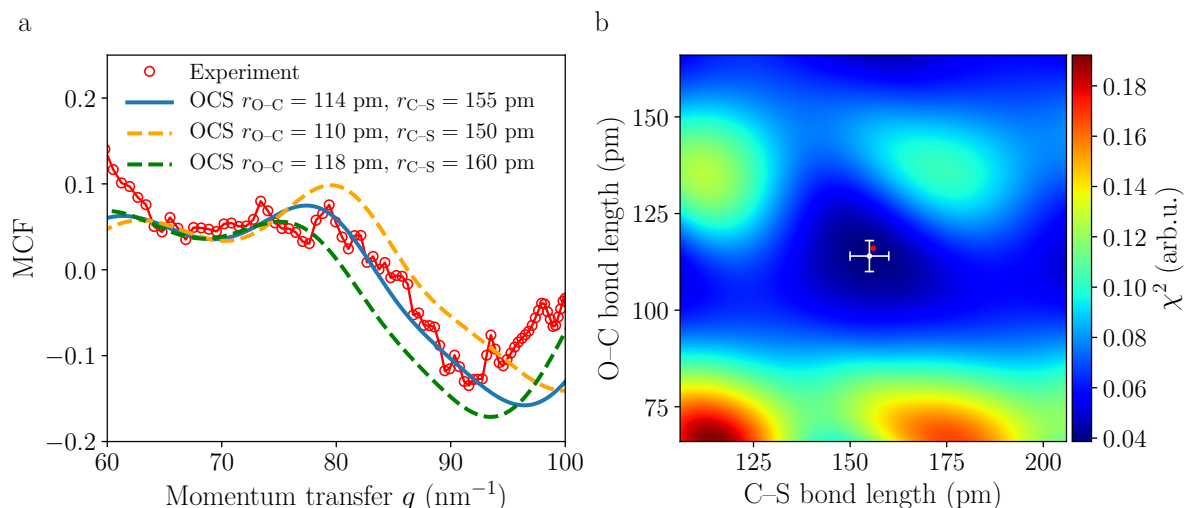 a
0.2
0.1
0.0
−0.1
−0.2
60
70
80
90
100
MCF
Momentum transfer q (nm⁻¹)
Experiment
OCS r_O–C = 114 pm, r_C–S = 155 pm
OCS r_O–C = 110 pm, r_C–S = 150 pm
OCS r_O–C = 118 pm, r_C–S = 160 pm
b
150
125
100
75
125
150
175
200
O–C bond length (pm)
C–S bond length (pm)
0.18
0.16
0.14
0.12
0.10
0.08
0.06
0.04
χ² (arb.u.)